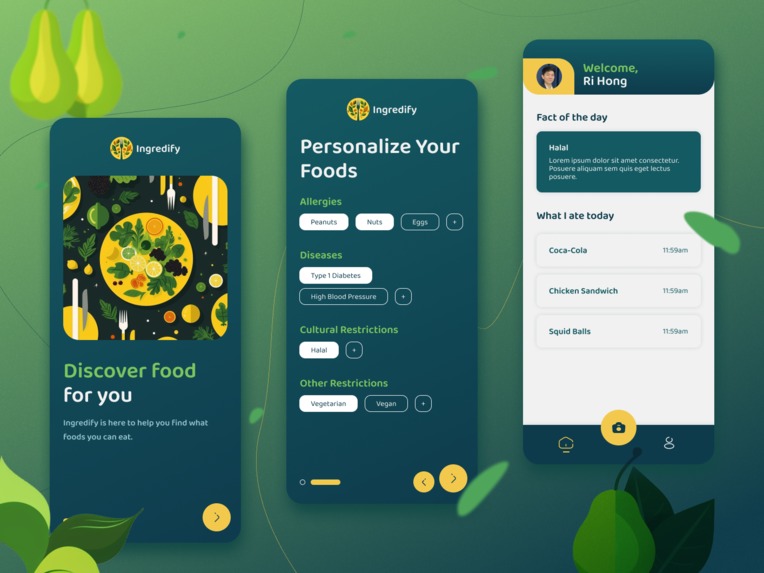 Ingredify
Discover food
for you
Ingredify is here to help you find what
foods you can eat.
Ingredify
Personalize Your
Foods
Allergies
Peanuts Nuts Eggs +
Diseases
Type 1 Diabetes
High Blood Pressure +
Cultural Restrictions
Halal +
Other Restrictions
Vegetarian Vegan +
Welcome,
Ri Hong
Fact of the day
Halal
Lorem ipsum dolor sit amet consectetur.
Posuere aliquam sem quis eget lectus
posuere.
What I ate today
Coca-Cola 11:59am
Chicken Sandwich 11:59am
Squid Balls 11:59am